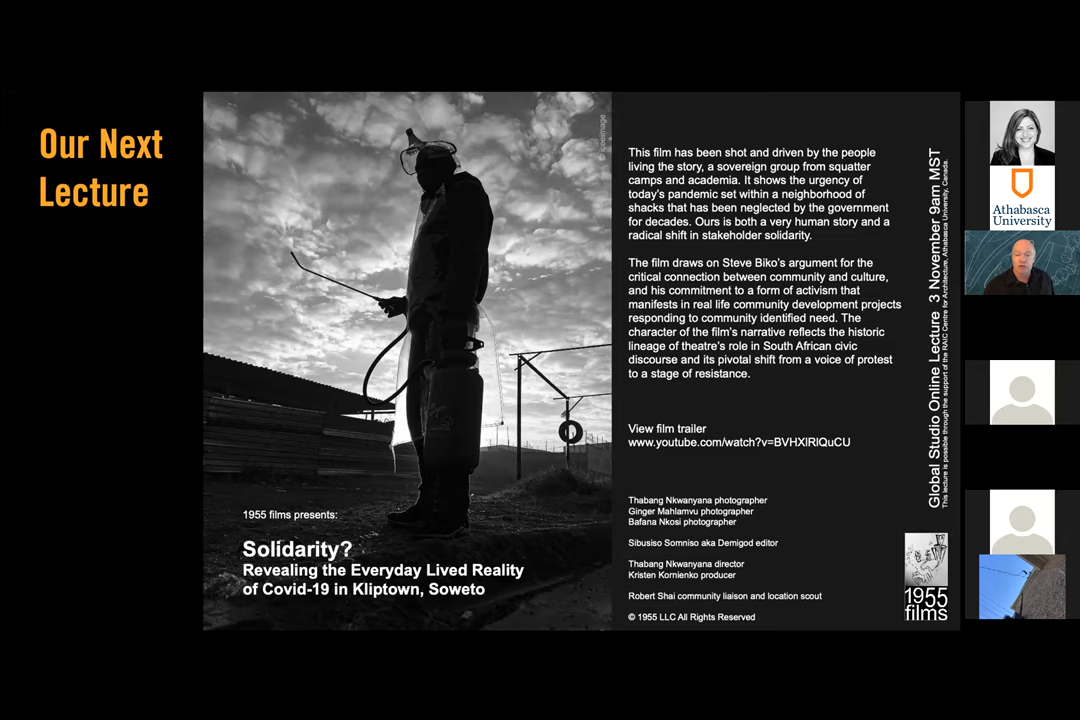 Our Next
Lecture
This film has been shot and driven by the people
living the story, a sovereign group from squatter
camps and academia. It shows the urgency of
today's pandemic set within a neighborhood of
shacks that has been neglected by the government
for decades. Ours is both a very human story and a
radical shift in stakeholder solidarity.
The film draws on Steve Biko's argument for the
critical connection between community and culture,
and his commitment to a form of activism that
manifests in real life community development projects
responding to community identified need. The
character of the film's narrative reflects the historic
lineage of theatre's role in South African civic
discourse and its pivotal shift from a voice of protest
to a stage of resistance.
View film trailer
www.youtube.com/watch?v=BVHXlRlQuCU
Thabang Nkwanyana photographer
Ginger Mahlamvu photographer
Bafana Nkosi photographer
Sibusiso Somniso aka Demigod editor
Thabang Nkwanyana director
Kristen Kornienko producer
Robert Shai community liaison and location scout
© 1955 LLC All Rights Reserved
1955 films presents:
Solidarity?
Revealing the Everyday Lived Reality
of Covid-19 in Kliptown, Soweto
Global Studio Online Lecture 3 November 9am MST
This lecture is possible through the support of the RAIC Centre for Architecture, Athabasca University, Canada.
1955
films
Athabasca
University